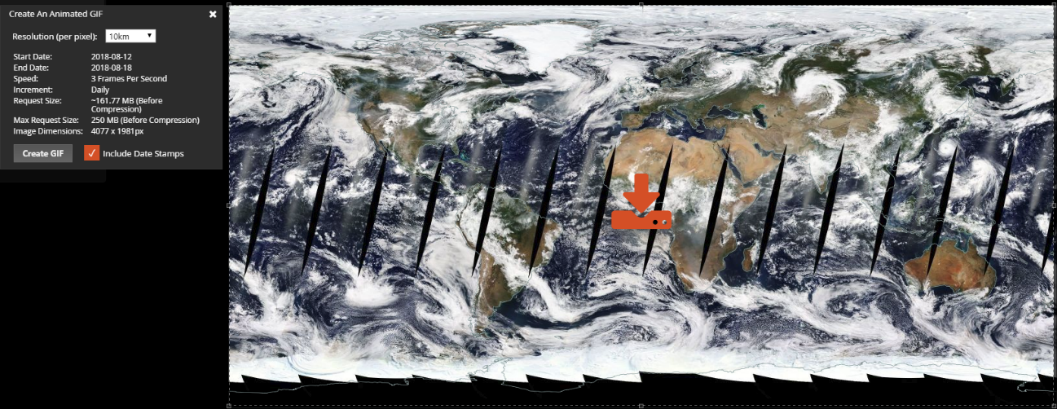 Create An Animated GIF
Resolution (per pixel): 10km
Start Date: 2018-08-12
End Date: 2018-08-18
Speed: 3 Frames Per Second
Increment: Daily
Request Size: ~161.77 MB (Before
Compression)
Max Request Size: 250 MB (Before Compression)
Image Dimensions: 4077 x 1981px
Create GIF Include Date Stamps